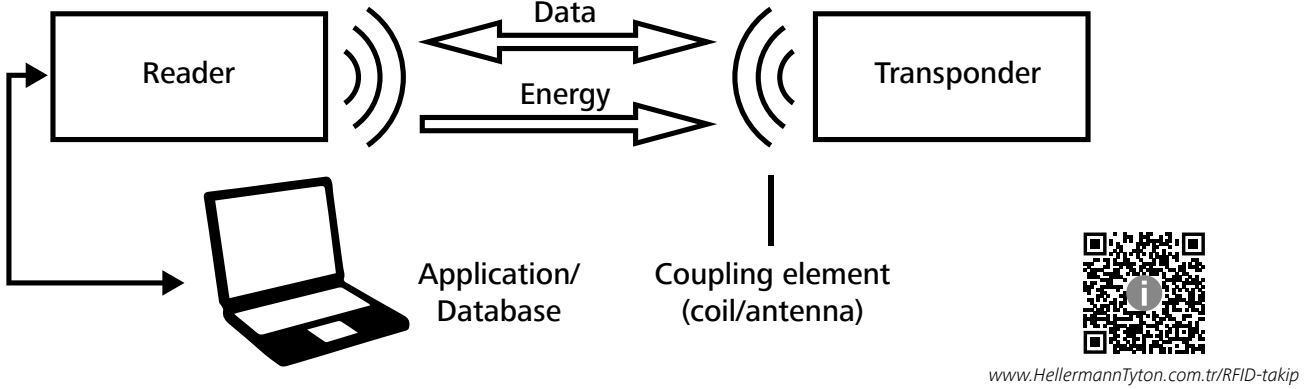 Data
Reader
Transponder
Energy
Application/
Database
Coupling element
(coil/antenna)
www.HellermannTyton.com.tr/RFID-takip